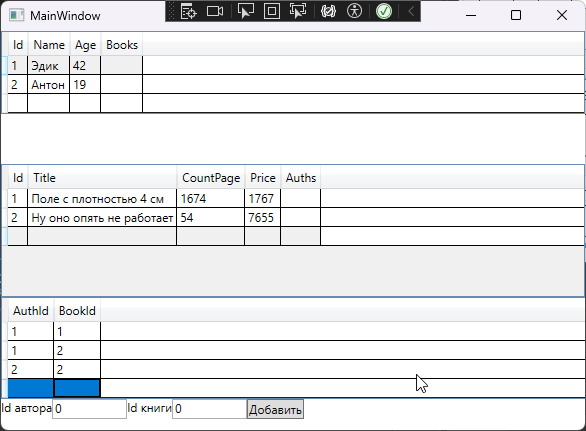 MainWindow
Id Name Age Books
1 Эдик 42
2 Антон 19
Id Title CountPage Price Auths
1 Поле с плотностью 4 см 1674 1767
2 Ну оно опять не работает 54 7655
AuthId BookId
1 1
1 2
2 2
Id автора 0 Id книги 0 Добавить